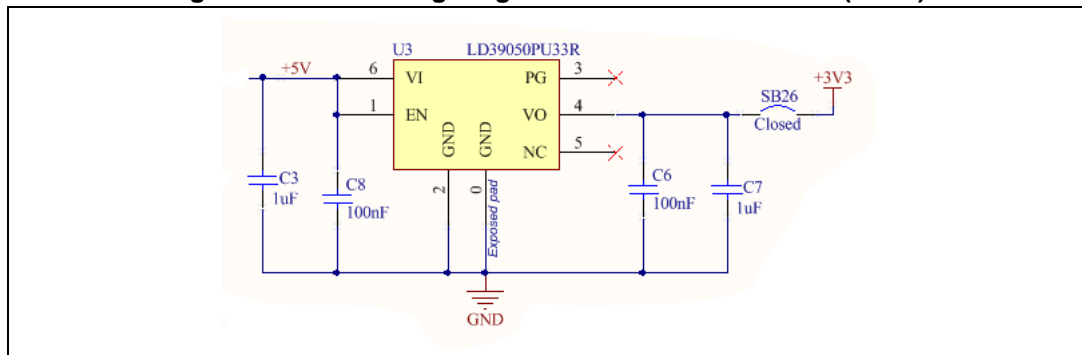 U3 LD39050PU33R
+5V 6 VI PG 3 +3V3
SB26
1 EN VO 4
Closed
GND GND NC 5
C3 1uF
C8 100nF
2 0 Exposed pad
C6 100nF
C7 1uF
GND